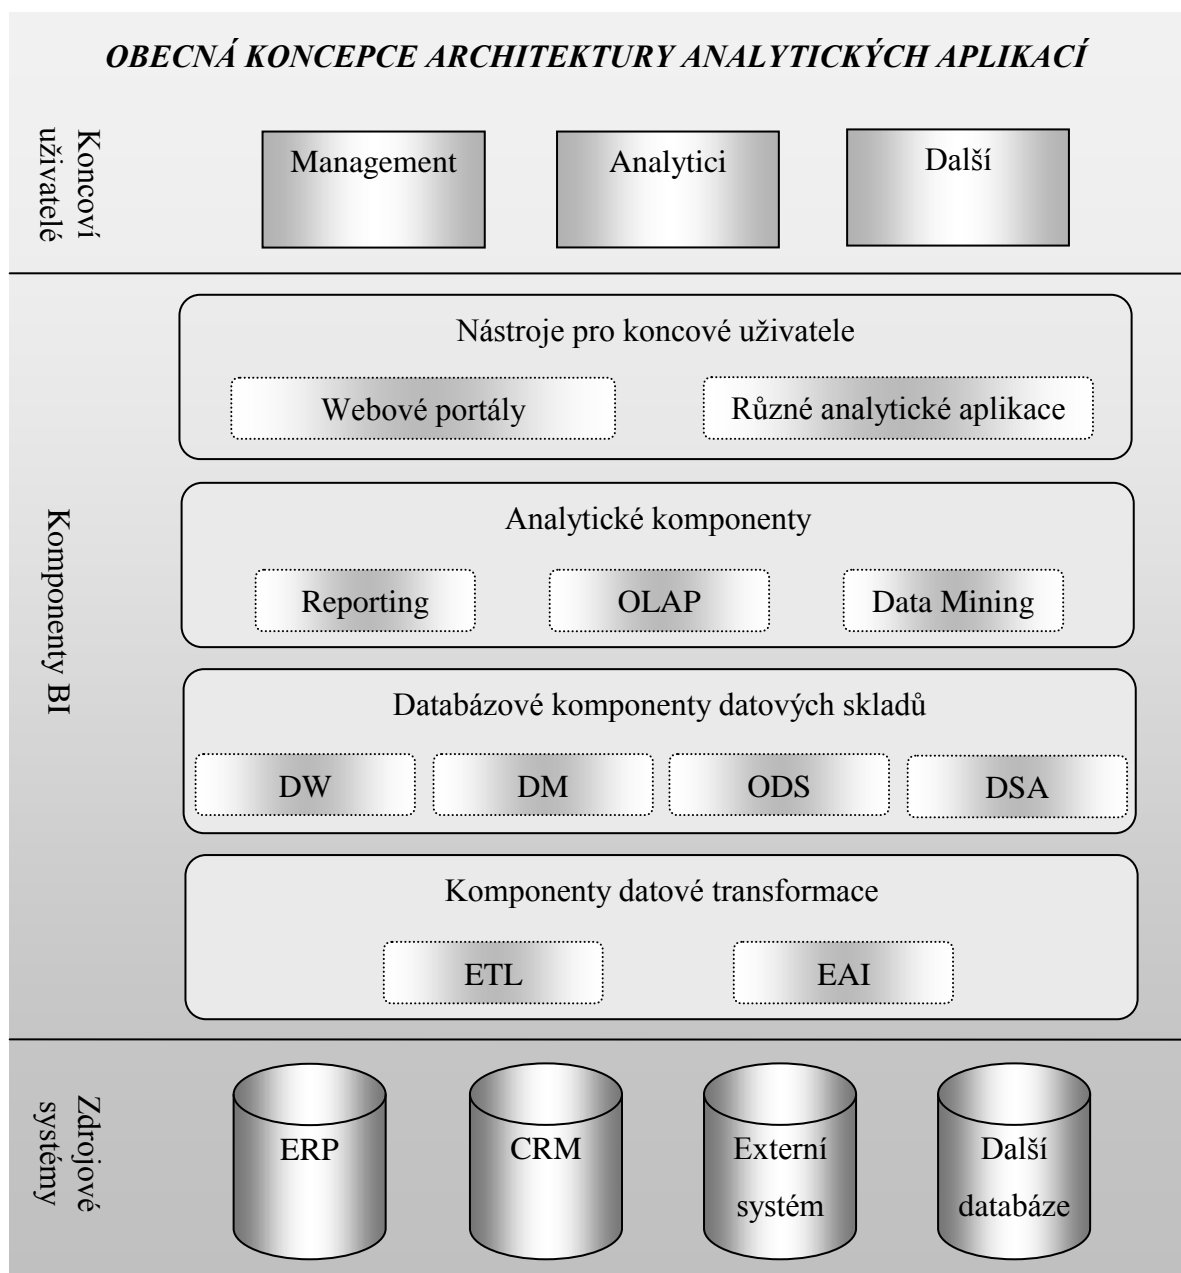 OBECNÁ KONCEPCE ARCHITEKTURY ANALYTICKÝCH APLIKACÍ
Koncoví
uživatelé
Management
Analytici
Další
Komponenty BI
Nástroje pro koncové uživatele
Webové portály
Různé analytické aplikace
Analytické komponenty
Reporting
OLAP
Data Mining
Databázové komponenty datových skladů
DW
DM
ODS
DSA
Komponenty datové transformace
ETL
EAI
Zdrojové
systémy
ERP
CRM
Externí
systém
Další
databáze